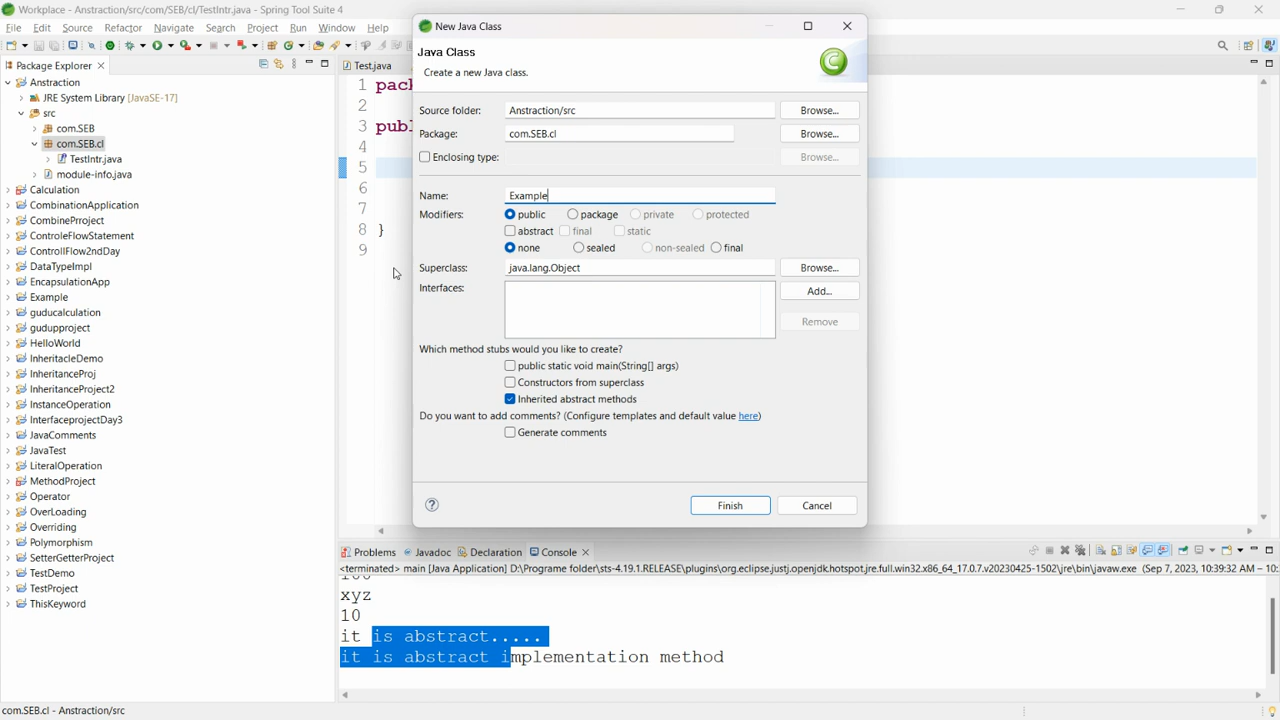 Workplace - Anstraction/src/com/SEB/cl/TestIntr.java - Spring Tool Suite 4
File Edit Source Refactor Navigate Search Project Run Window Help
Package Explorer
Test.java
Anstraction
JRE System Library [JavaSE-17]
src
com.SEB
com.SEB.cl
TestIntr.java
module-info.java
Calculation
CombinationApplication
CombineProject
ControleFlowStatement
ControllFlow2ndDay
DataTypeImpl
EncapsulationApp
Example
guducalculation
gudupproject
HelloWorld
InheritacleDemo
InheritanceProj
InheritanceProject2
InstanceOperation
InterfaceprojectDay3
JavaComments
JavaTest
LiteralOperation
MethodProject
Operator
OverLoading
Overriding
Polymorphism
SetterGetterProject
TestDemo
TestProject
ThisKeyword
1 pac
2
3 publ
4
5
6
7
8 }
9
New Java Class
Java Class
Create a new Java class.
Source folder: Anstraction/src Browse...
Package: com.SEB.cl Browse...
Enclosing type: Browse...
Name: Example
Modifiers: public package private protected
abstract final static
none sealed non-sealed final
Superclass: java.lang.Object Browse...
Interfaces: Add...
Remove
Which method stubs would you like to create?
public static void main(String[] args)
Constructors from superclass
Inherited abstract methods
Do you want to add comments? (Configure templates and default value here)
Generate comments
Finish Cancel
Problems Javadoc Declaration Console
<terminated> main [Java Application] D:\Programe folder\sts-4.19.1.RELEASE\plugins\org.eclipse.justj.openjdk.hotspot.jre.full.win32.x86_64_17.0.7.v20230425-1502\jre\bin\javaw.exe (Sep 7, 2023, 10:39:32 AM – 10:
100
xyz
10
it is abstract.....
it is abstract implementation method
com.SEB.cl - Anstraction/src